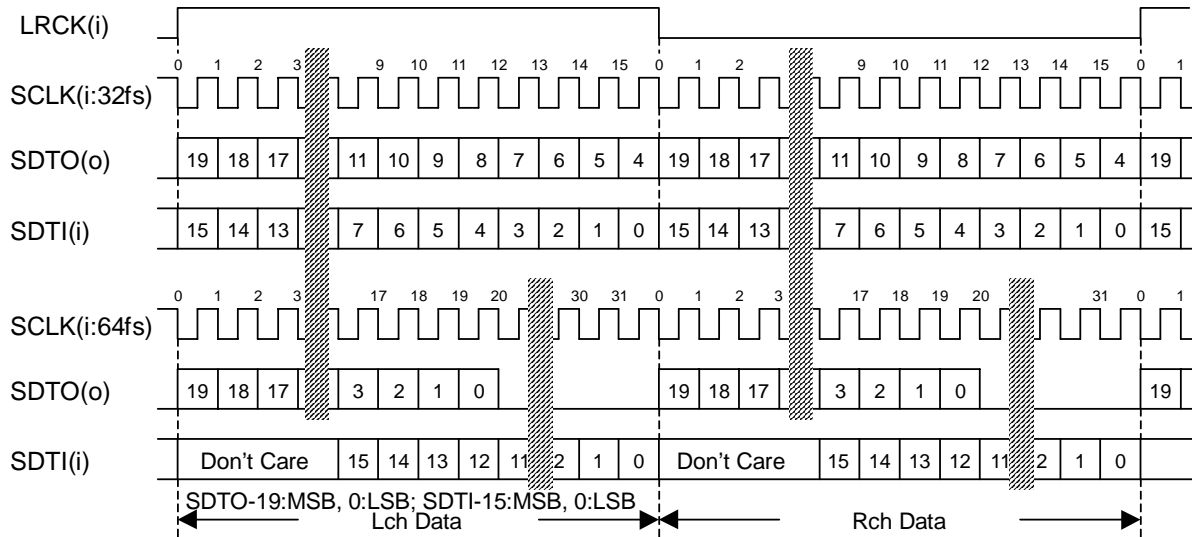 LRCK(i)
0 1 2 3 9 10 11 12 13 14 15 0 1 2 9 10 11 12 13 14 15 0 1
SCLK(i:32fs)
SDTO(o) 19 18 17 11 10 9 8 7 6 5 4 19 18 17 11 10 9 8 7 6 5 4 19
SDTI(i) 15 14 13 7 6 5 4 3 2 1 0 15 14 13 7 6 5 4 3 2 1 0 15
0 1 2 3 17 18 19 20 30 31 0 1 2 3 17 18 19 20 31 0 1
SCLK(i:64fs)
SDTO(o) 19 18 17 3 2 1 0 19 18 17 3 2 1 0 19
SDTI(i) Don't Care 15 14 13 12 11 2 1 0 Don't Care 15 14 13 12 11 2 1 0
SDTO-19:MSB, 0:LSB; SDTI-15:MSB, 0:LSB
Lch Data Rch Data